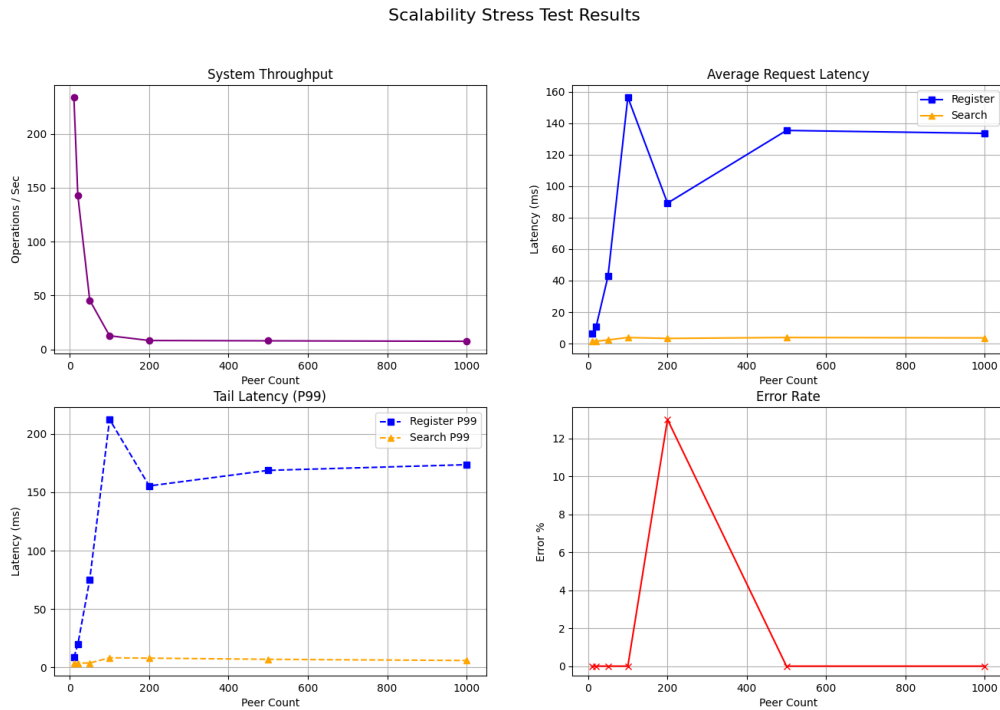 Scalability Stress Test Results
System Throughput
Operations / Sec
200
150
100
50
0
0 200 400 600 800 1000
Peer Count
Average Request Latency
Latency (ms)
160
140
120
100
80
60
40
20
0
Register
Search
0 200 400 600 800 1000
Peer Count
Tail Latency (P99)
Latency (ms)
200
150
100
50
0
Register P99
Search P99
0 200 400 600 800 1000
Peer Count
Error Rate
Error %
12
10
8
6
4
2
0
0 200 400 600 800 1000
Peer Count